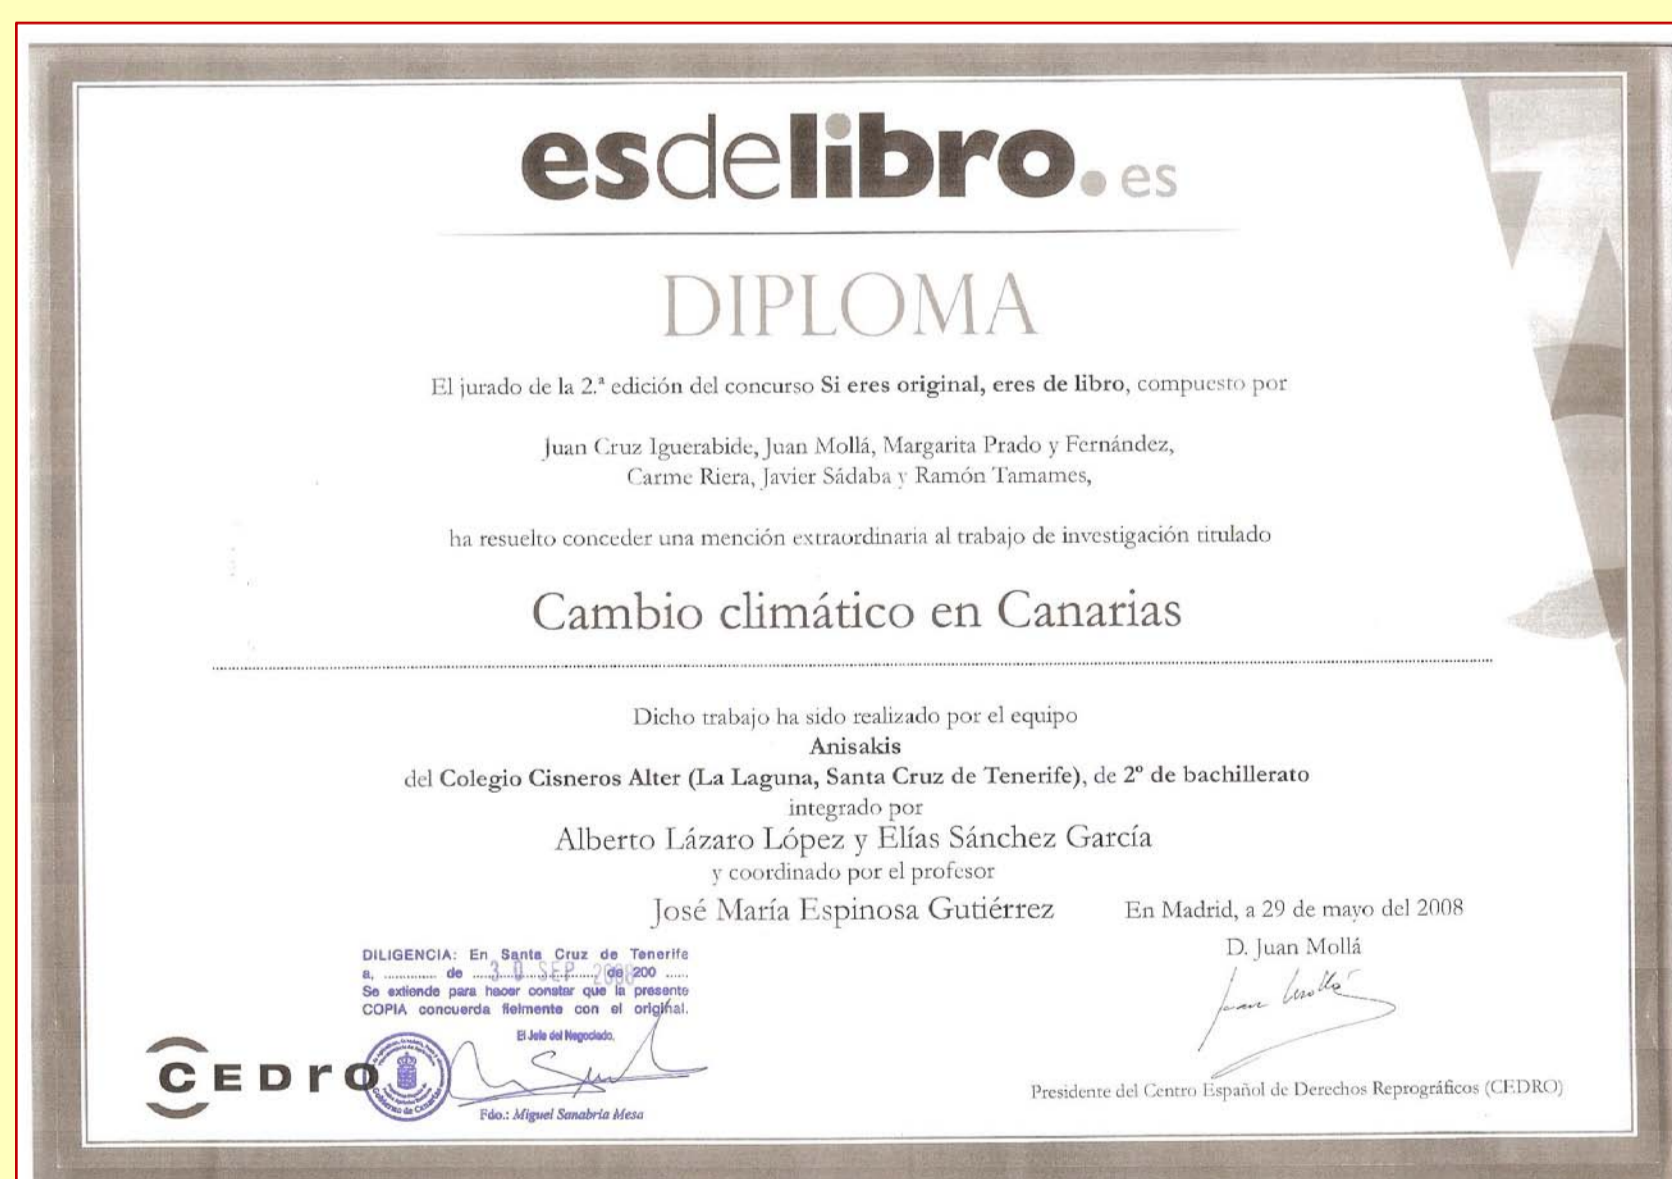 esdelibro.es
DIPLOMA
El jurado de la 2.ª edición del concurso Si eres original, eres de libro, compuesto por
Juan Cruz Iguerabide, Juan Mollá, Margarita Prado y Fernández,
Carme Riera, Javier Sádaba y Ramón Tamames,
ha resuelto conceder una mención extraordinaria al trabajo de investigación titulado
Cambio climático en Canarias
Dicho trabajo ha sido realizado por el equipo
Anisakis
del Colegio Cisneros Alter (La Laguna, Santa Cruz de Tenerife), de 2º de bachillerato
integrado por
Alberto Lázaro López y Elías Sánchez García
y coordinado por el profesor
José María Espinosa Gutiérrez
En Madrid, a 29 de mayo del 2008
D. Juan Mollá
Presidente del Centro Español de Derechos Reprográficos (CEDRO)
DILIGENCIA: En Santa Cruz de Tenerife
a, ............. de ....30 SEP. 2008 de 200 .....
Se extiende para hacer constar que la presente
COPIA concuerda fielmente con el original.
El Jefe del Negociado,
Fdo.: Miguel Sanabria Mesa
CEDrO
Gobierno de Canarias